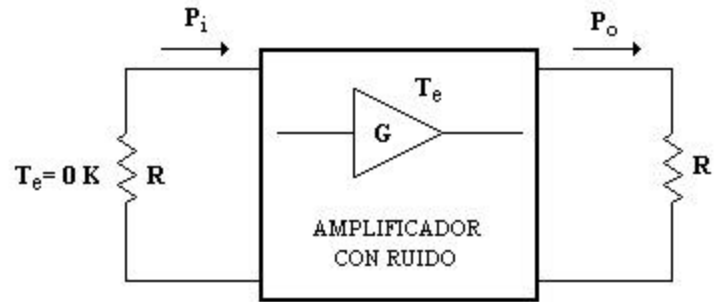 Pi
Po
Te
G
Te= 0 K
R
R
AMPLIFICADOR
CON RUIDO